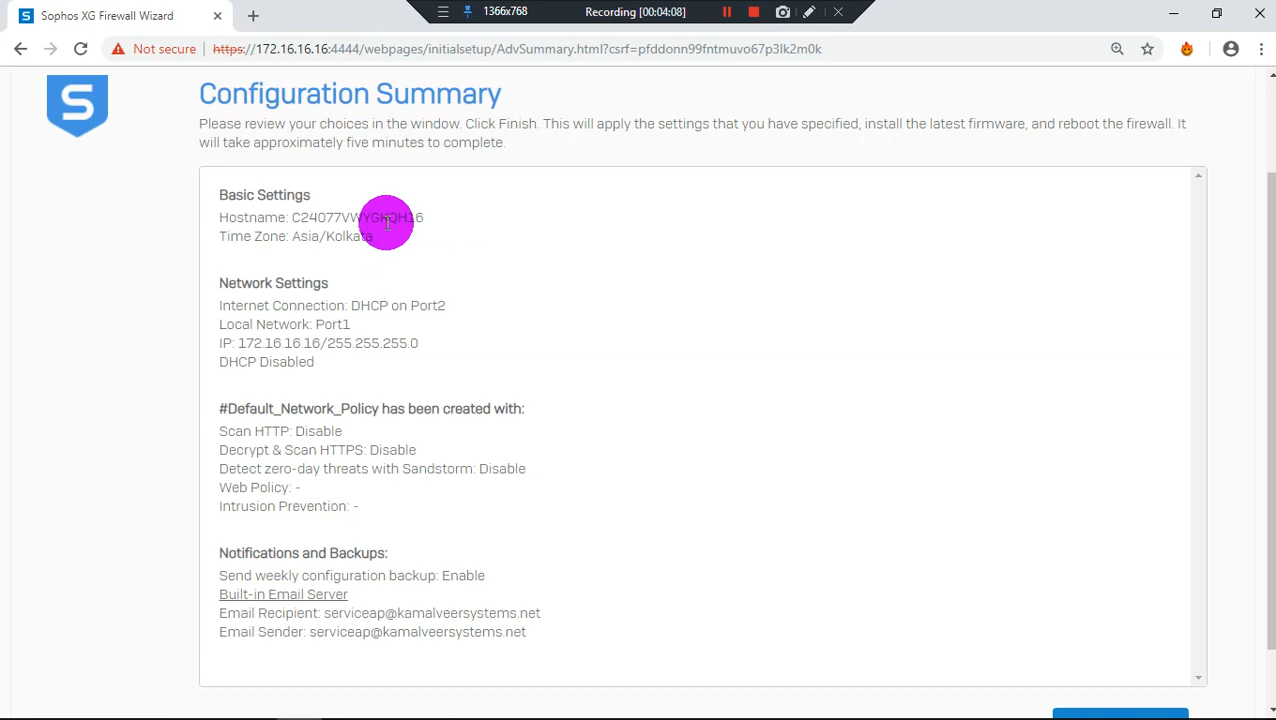 Sophos XG Firewall Wizard
1366x768
Recording [00:04:08]
Not secure
https://172.16.16.16:4444/webpages/initialsetup/AdvSummary.html?csrf=pfddonn99fntmuvo67p3lk2m0k
S
Configuration Summary
Please review your choices in the window. Click Finish. This will apply the settings that you have specified, install the latest firmware, and reboot the firewall. It
will take approximately five minutes to complete.
Basic Settings
Hostname: C24077VWYGKQH16
Time Zone: Asia/Kolkata
Network Settings
Internet Connection: DHCP on Port2
Local Network: Port1
IP: 172.16.16.16/255.255.255.0
DHCP Disabled
#Default_Network_Policy has been created with:
Scan HTTP: Disable
Decrypt & Scan HTTPS: Disable
Detect zero-day threats with Sandstorm: Disable
Web Policy: -
Intrusion Prevention: -
Notifications and Backups:
Send weekly configuration backup: Enable
Built-in Email Server
Email Recipient: serviceap@kamalveersystems.net
Email Sender: serviceap@kamalveersystems.net